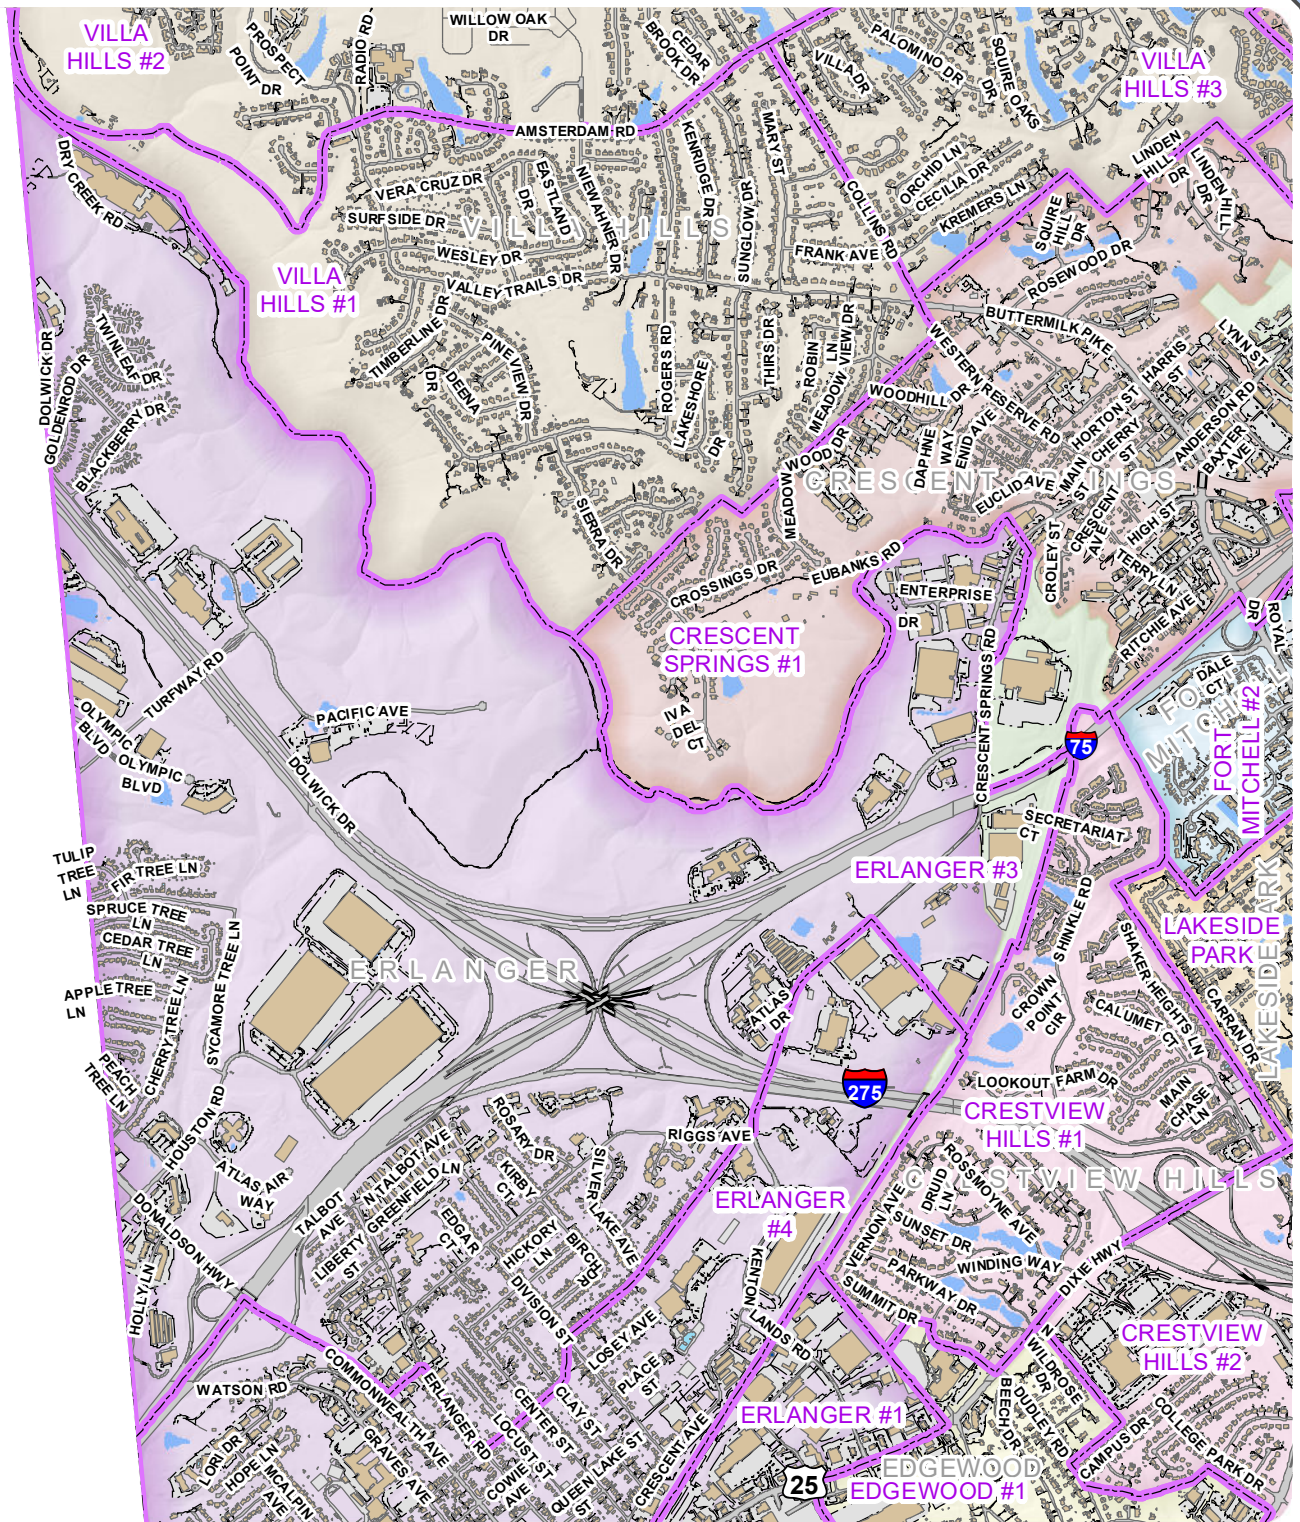 VILLA
HILLS #2
PROSPECT
POINT DR
RADIO RD
WILLOW OAK
DR
CEDAR
BROOK DR
VILLA DR
PALOMINO DR
SQUIRE OAKS
DR
VILLA
HILLS #3
AMSTERDAM RD
DRY CREEK RD
VERA CRUZ DR
SURFSIDE DR
EASTLAND
DR
NIEWAHNER DR
KENRIDGE DR
SUNGLOW DR
MARY ST
COLLINS RD
ORCHID LN
CECILIA DR
KREMERS LN
LINDEN
HILL
DR
LINDEN HILL
DR
SQUIRE
HILL
DR
ROSEWOOD DR
VILLA HILLS
WESLEY DR
VALLEY TRAILS DR
FRANK AVE
VILLA
HILLS #1
TIMBERLINE DR
PINEVIEW DR
DEENA
DR
ROGERS RD
LAKESHORE
DR
THIRS DR
ROBIN
LN
MEADOW VIEW DR
BUTTERMILK PIKE
WESTERN RESERVE RD
WOODHILL DR
HARRIS
ST
LYNN ST
ANDERSON RD
BAXTER
AVE
HORTON ST
CHERRY
ST
MAIN
ST
DAPHNE
WAY
ENID AVE
EUCLID AVE
CRESCENT SPRINGS
DOLWICK DR
GOLDENROD DR
TWINLEAF DR
BLACKBERRY DR
MEADOW WOOD DR
SIERRA DR
CROSSINGS DR
EUBANKS RD
CRESCENT
AVE
HIGH ST
TERRY LN
RITCHIE AVE
CROLEY ST
ENTERPRISE
DR
CRESCENT
SPRINGS #1
IVA
DEL
CT
CRESCENT SPRINGS RD
ROYAL
DR
DALE
CT
FORT
MITCHELL
FORT
MITCHELL #2
75
TURFWAY RD
OLYMPIC
BLVD
OLYMPIC
BLVD
PACIFIC AVE
DOLWICK DR
SECRETARIAT
CT
ERLANGER #3
SHINKLE RD
TULIP
TREE
LN
FIR TREE LN
SPRUCE TREE
LN
CEDAR TREE
LN
APPLE TREE
LN
CHERRY TREE LN
SYCAMORE TREE LN
PEACH
TREE LN
ERLANGER
LAKESIDE
PARK
LAKESIDE PARK
SHAKER HEIGHTS LN
CARRAN DR
CALUMET CT
CROWN
POINT
CIR
ATLAS
DR
LOOKOUT FARM DR
MAIN
CHASE
LN
275
CRESTVIEW
HILLS #1
CRESTVIEW HILLS
HOUSTON RD
ATLAS AIR
WAY
DONALDSON HWY
HOLLY LN
TALBOT
AVE
N TALBOT AVE
GREENFIELD LN
LIBERTY
ST
ROSARY DR
KIRBY
CT
SILVER LAKE AVE
RIGGS AVE
EDGAR
CT
HICKORY
LN
BIRCH DR
DIVISION ST
ERLANGER
#4
KENTON LANDS RD
VERNON AVE
DRUID
LN
ROSSMOYNE AVE
SUNSET DR
WINDING WAY
PARKWAY DR
SUMMIT DR
DIXIE HWY
CRESTVIEW
HILLS #2
WILDROSE
DR
DUDLEY RD
BEECH DR
CAMPUS DR
COLLEGE PARK DR
WATSON RD
COMMONWEALTH AVE
ERLANGER RD
LOSEY AVE
PLACE
ST
CLAY ST
CENTER ST
LOCUST ST
COWIE
AVE
QUEEN LAKE ST
ST
CRESCENT AVE
ERLANGER #1
LORI DR
HOPE LN
MCALPIN
AVE
GRAVES AVE
25
EDGEWOOD
EDGEWOOD #1